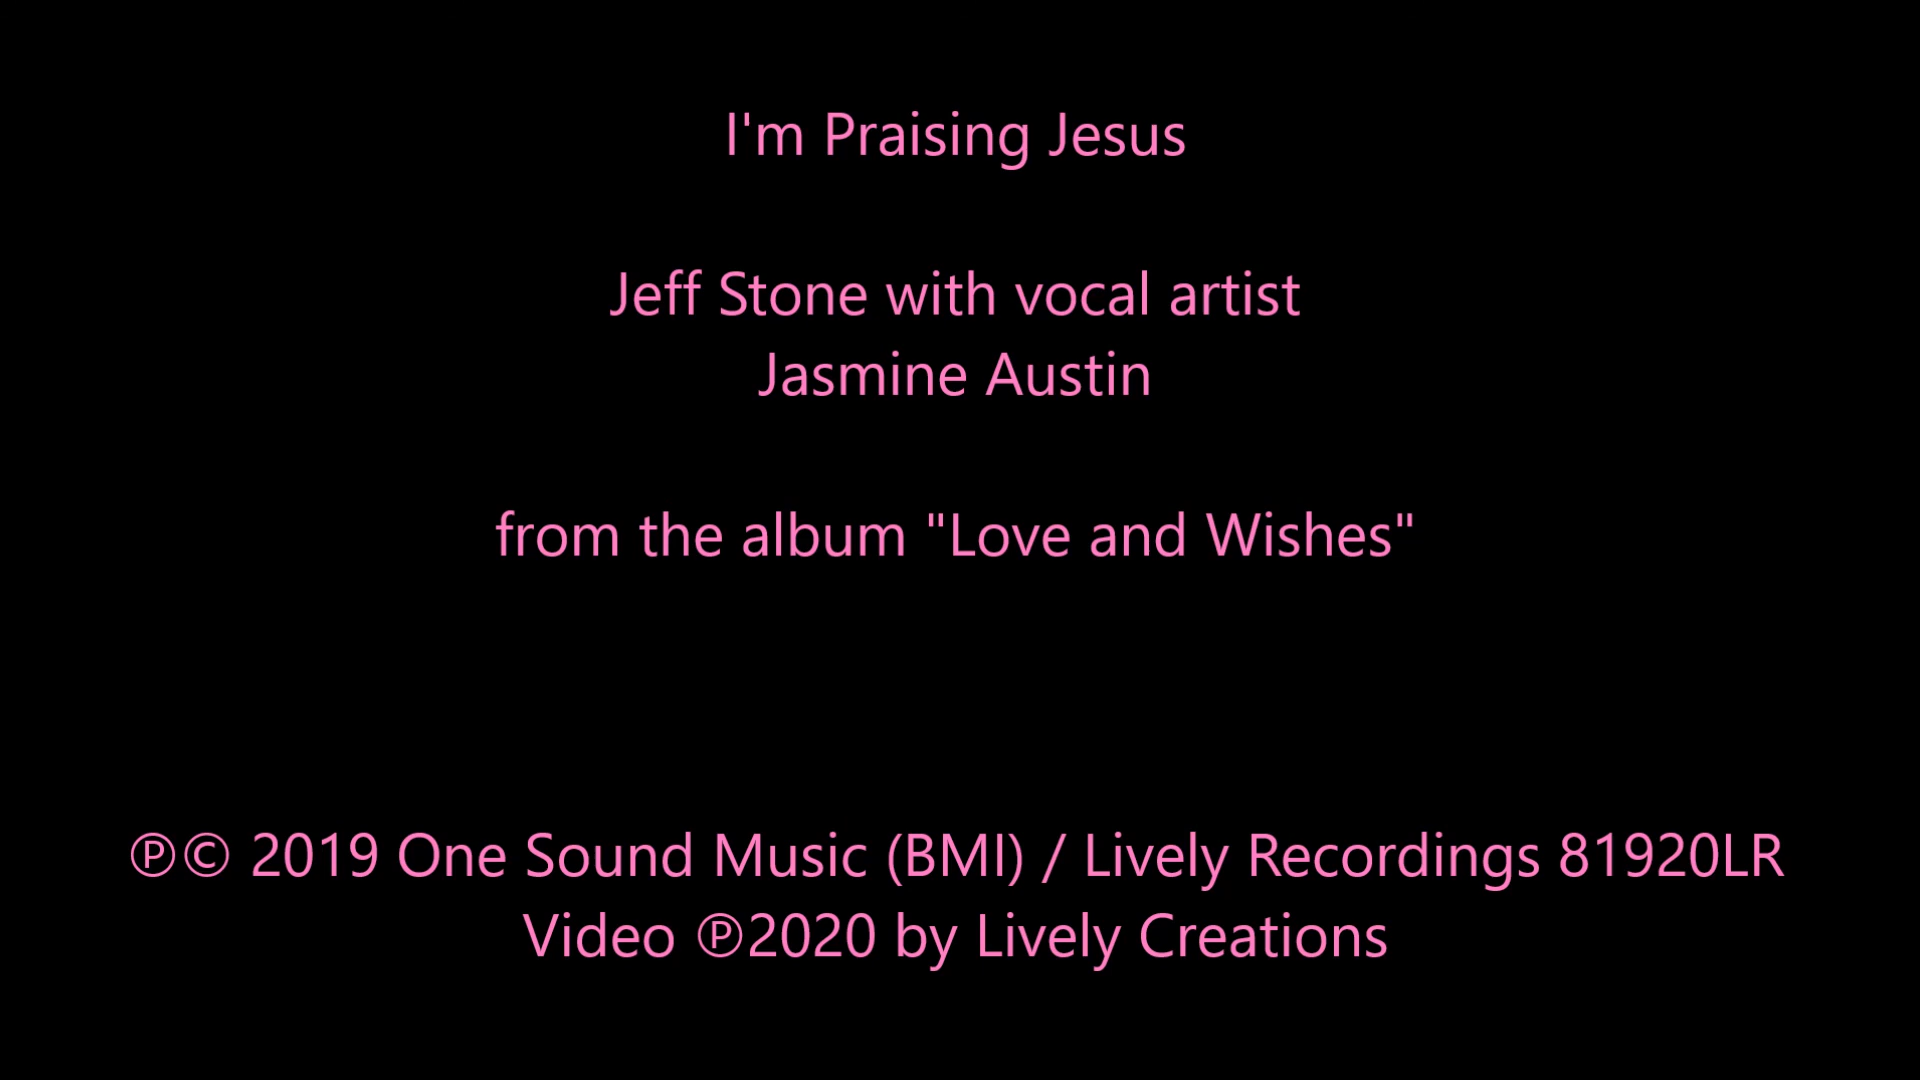 I'm Praising Jesus
Jeff Stone with vocal artist
Jasmine Austin
from the album "Love and Wishes"
℗© 2019 One Sound Music (BMI) / Lively Recordings 81920LR
Video ℗2020 by Lively Creations